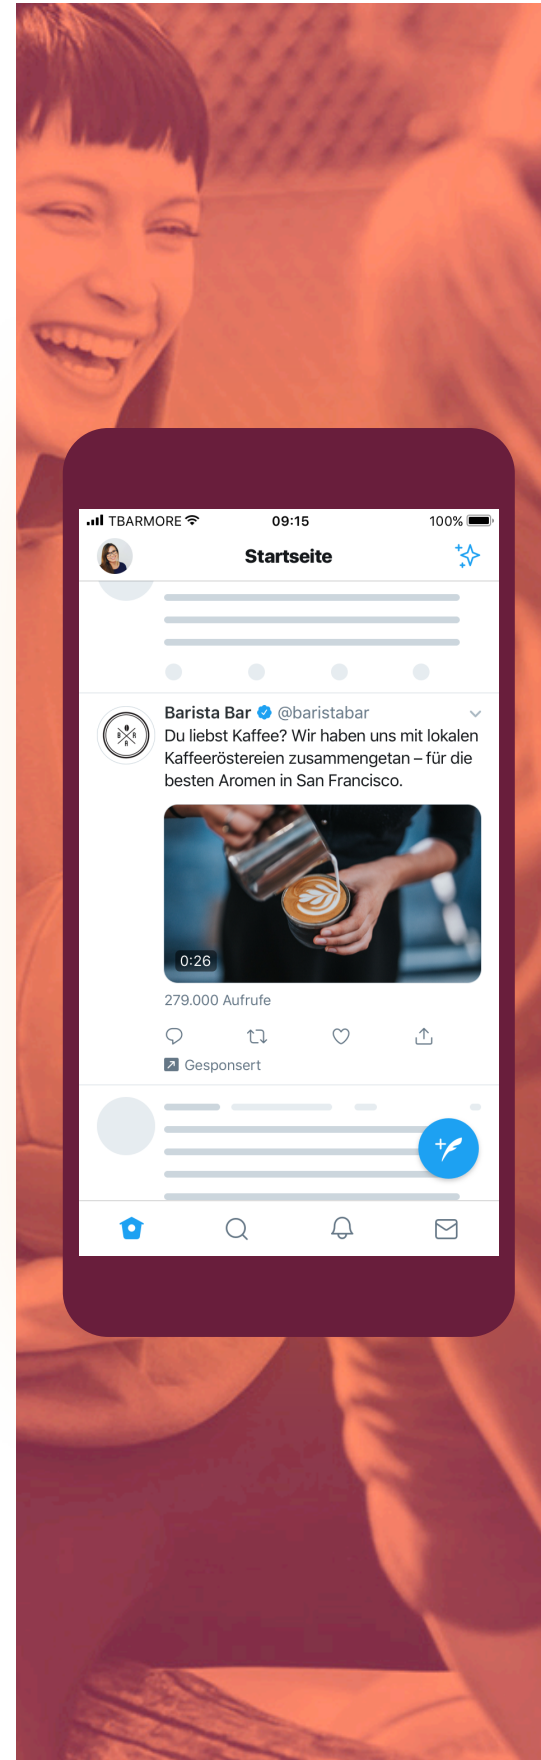 TBARMORE 09:15 100%
Startseite
Barista Bar @baristabar
Du liebst Kaffee? Wir haben uns mit lokalen
Kaffeeröstereien zusammengetan – für die
besten Aromen in San Francisco.
B A R R
0:26
279.000 Aufrufe
Gesponsert